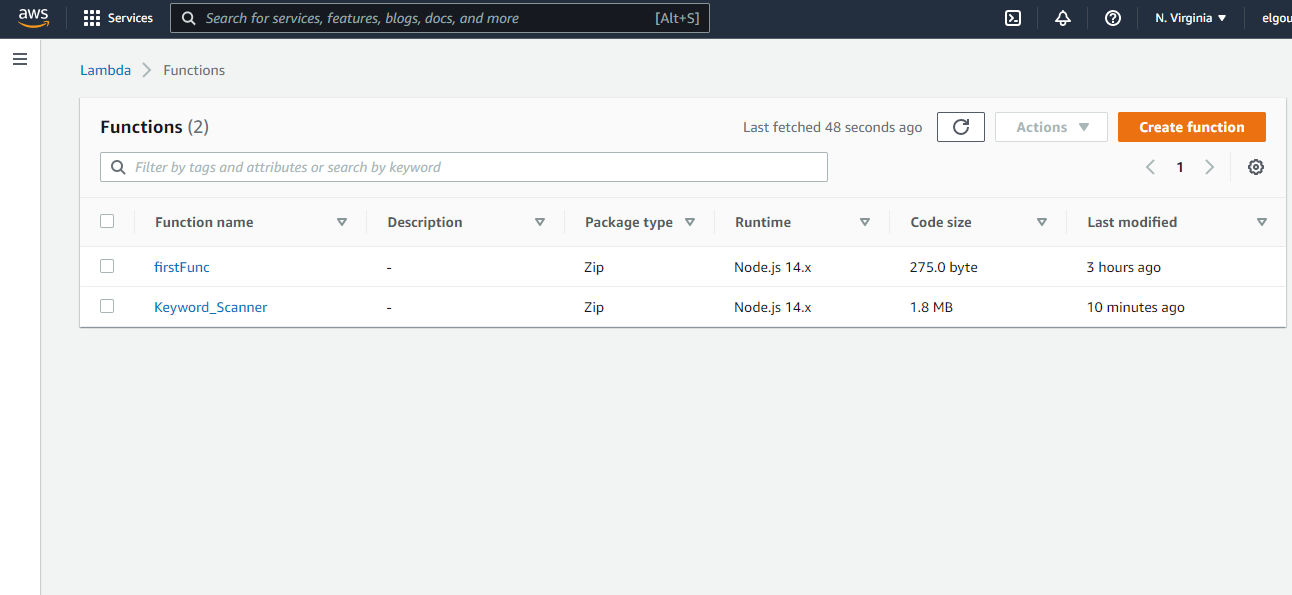 aws Services Search for services, features, blogs, docs, and more [Alt+S] N. Virginia elgou
Lambda Functions
Functions (2) Last fetched 48 seconds ago Actions Create function
Filter by tags and attributes or search by keyword 1
Function name Description Package type Runtime Code size Last modified
firstFunc - Zip Node.js 14.x 275.0 byte 3 hours ago
Keyword_Scanner - Zip Node.js 14.x 1.8 MB 10 minutes ago